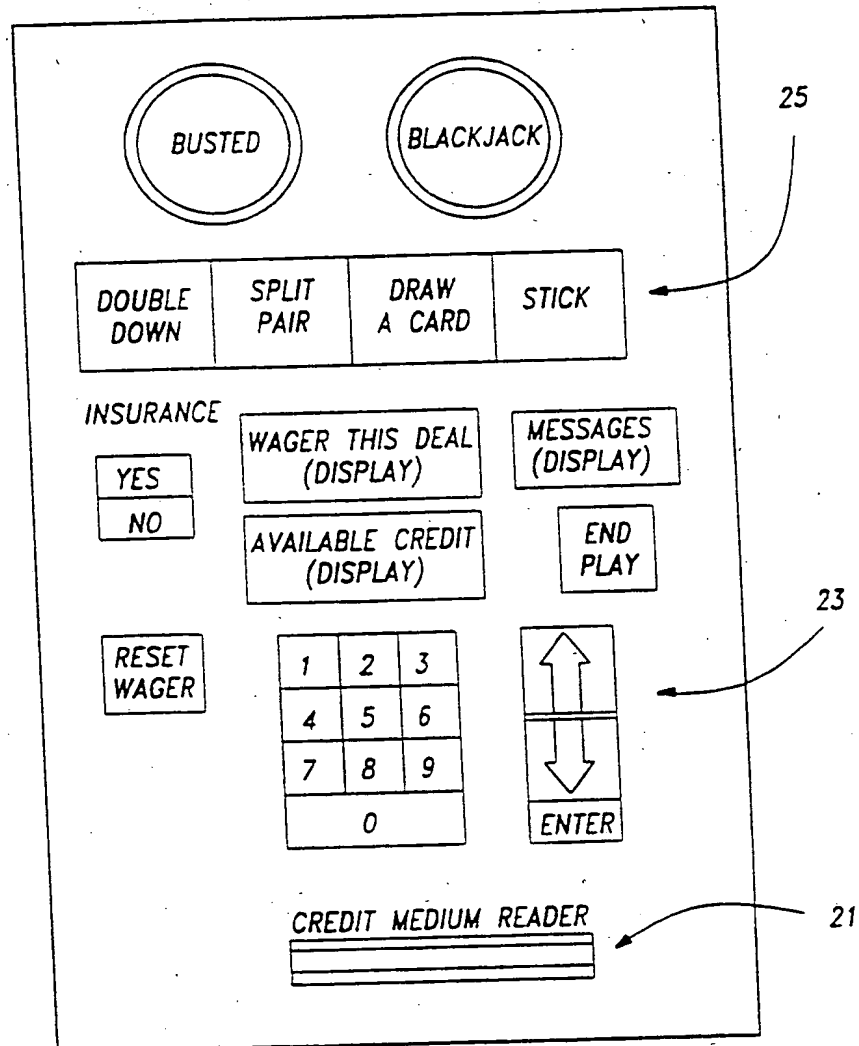 BUSTED
BLACKJACK
25
DOUBLE
DOWN
SPLIT
PAIR
DRAW
A CARD
STICK
INSURANCE
YES
NO
WAGER THIS DEAL
(DISPLAY)
MESSAGES
(DISPLAY)
AVAILABLE CREDIT
(DISPLAY)
END
PLAY
23
RESET
WAGER
1 2 3
4 5 6
7 8 9
0
ENTER
CREDIT MEDIUM READER
21